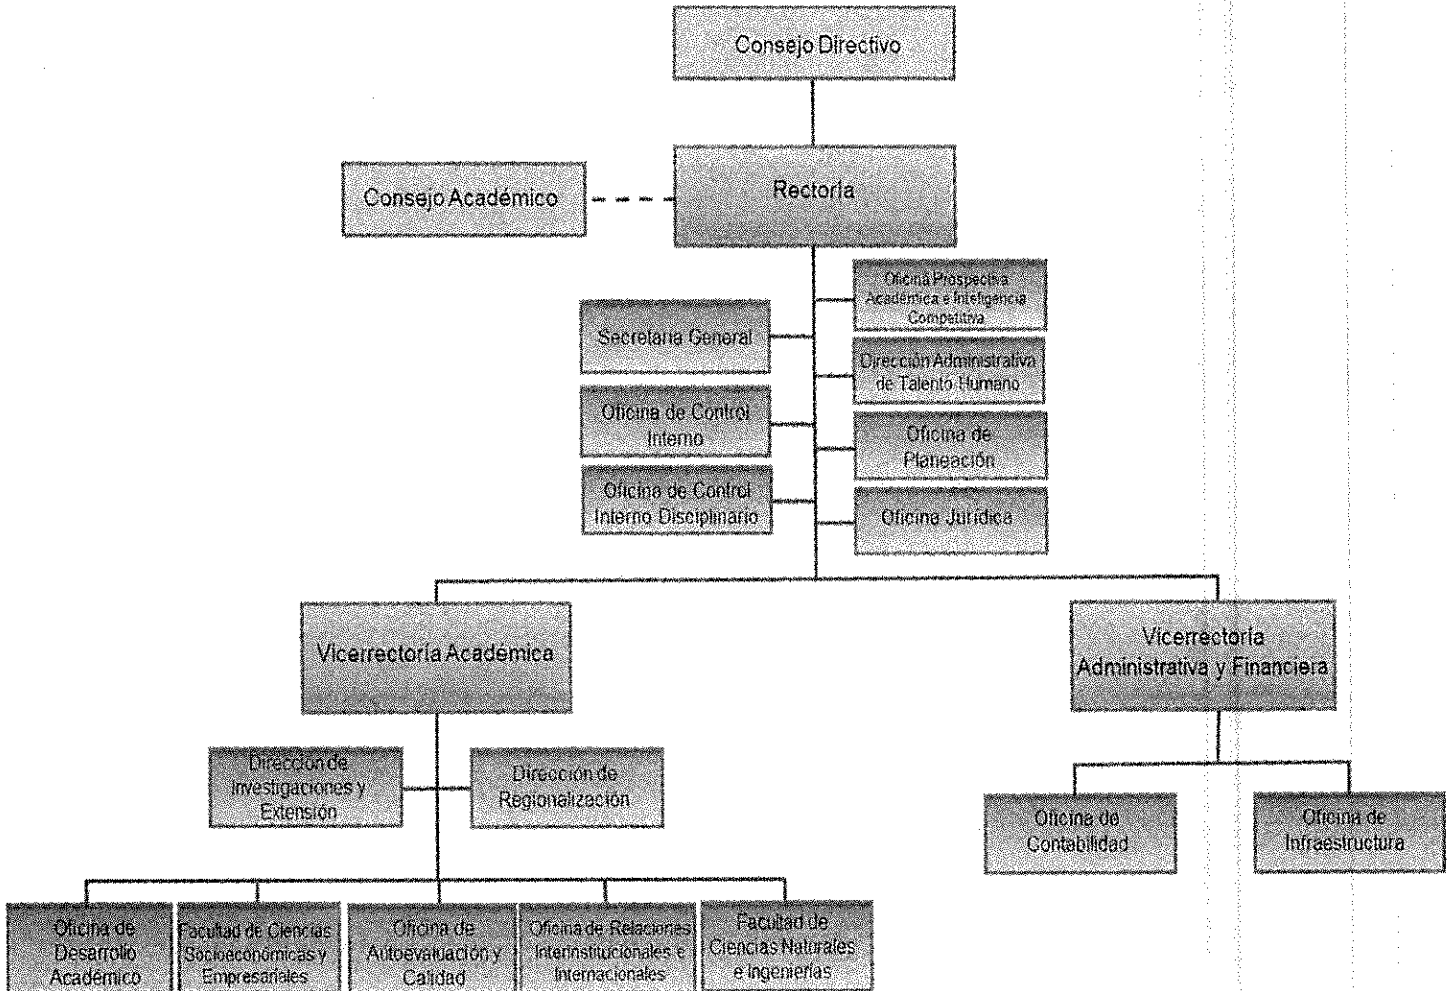 Consejo Directivo
Consejo Académico
Rectoría
Oficina Prospectiva
Académica e Inteligencia
Competitiva
Secretaria General
Dirección Administrativa
de Talento Humano
Oficina de Control
Interno
Oficina de
Planeación
Oficina de Control
Interno Disciplinario
Oficina Jurídica
Vicerrectoría Académica
Vicerrectoría
Administrativa y Financiera
Dirección de
Investigaciones y
Extensión
Dirección de
Regionalización
Oficina de
Contabilidad
Oficina de
Infraestructura
Oficina de
Desarrollo
Académico
Facultad de Ciencias
Socioeconómicas y
Empresariales
Oficina de
Autoevaluación y
Calidad
Oficina de Relaciones
Interinstitucionales e
Internacionales
Facultad de
Ciencias Naturales
e Ingenierías